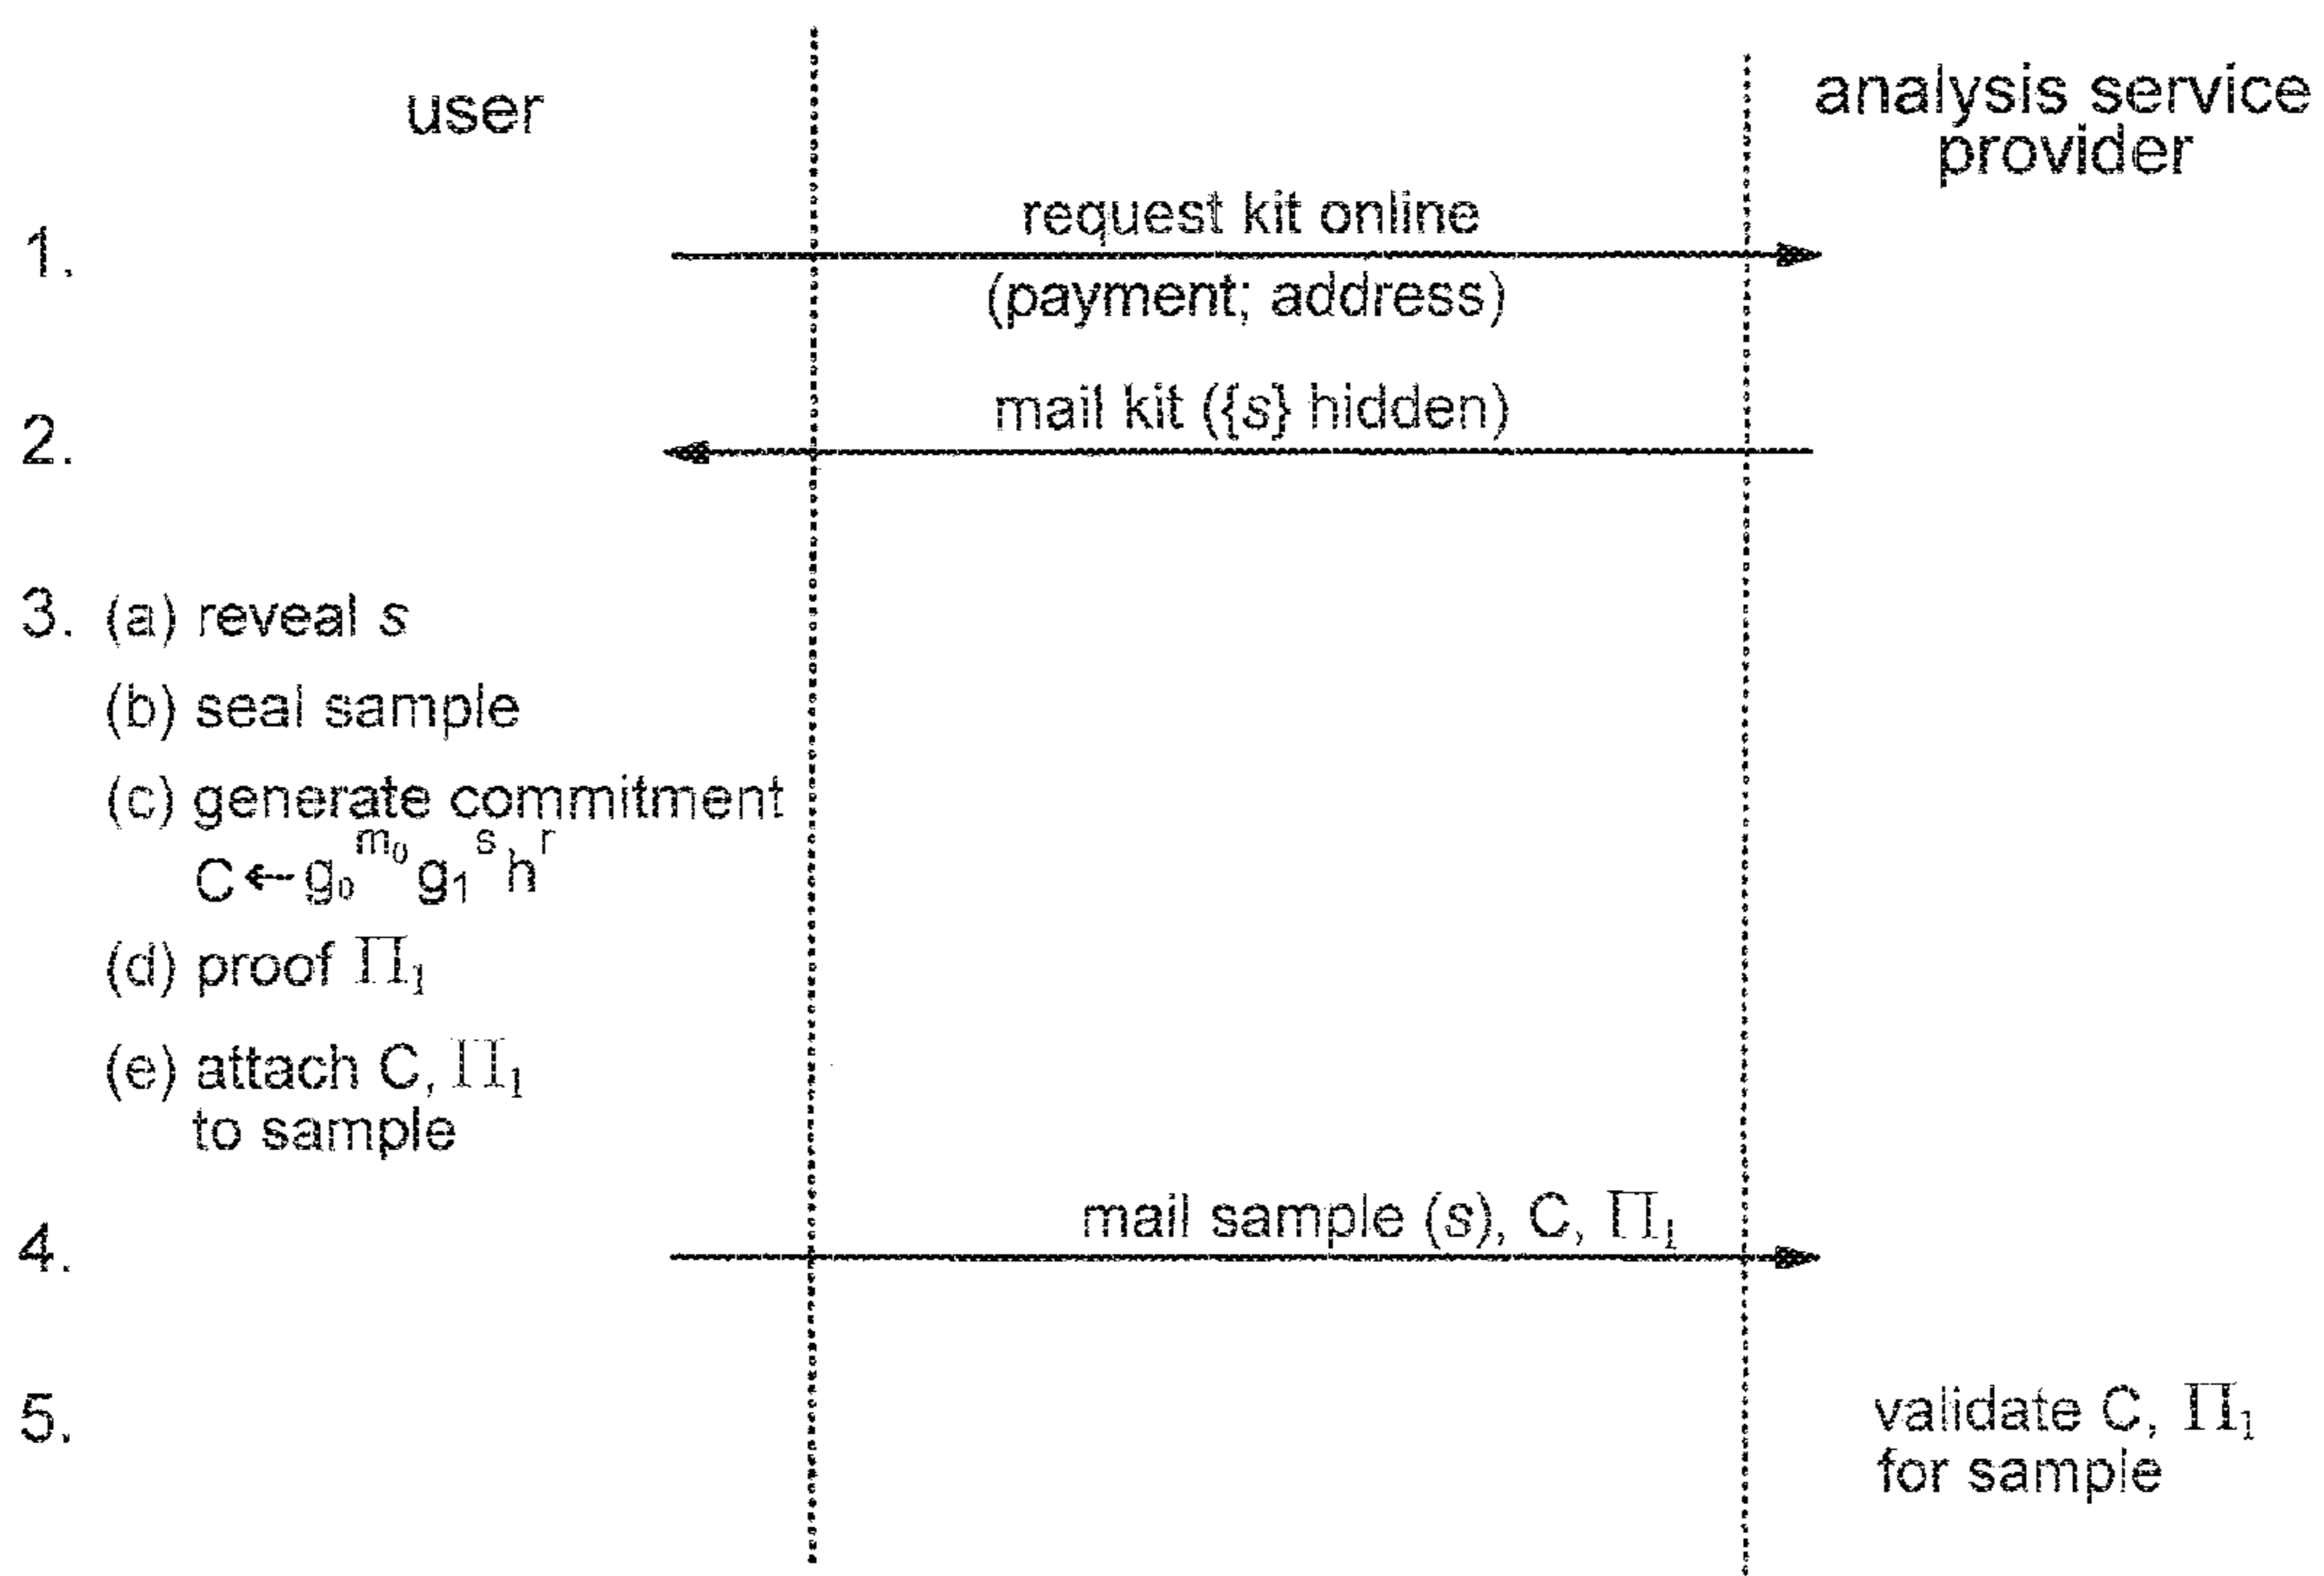 user
analysis service
provider
1.
request kit online
(payment; address)
2.
mail kit ({s} hidden)
3. (a) reveal s
(b) seal sample
(c) generate commitment
C ⇠ g₀^m₀ g₁^s h^r
(d) proof Π₁
(e) attach C, Π₁
to sample
4.
mail sample (s), C, Π₁
5.
validate C, Π₁
for sample